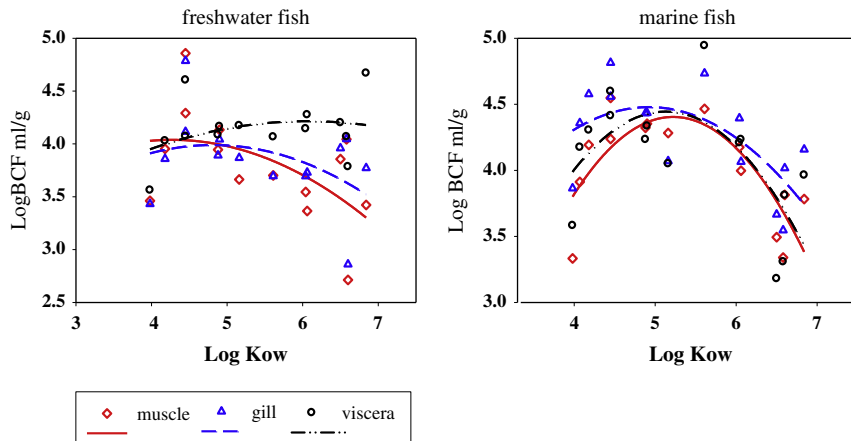 freshwater fish
marine fish
LogBCF ml/g
5.0
4.5
4.0
3.5
3.0
2.5
3 4 5 6 7
Log Kow
Log BCF ml/g
5.0
4.5
4.0
3.5
3.0
4 5 6 7
Log Kow
muscle gill viscera